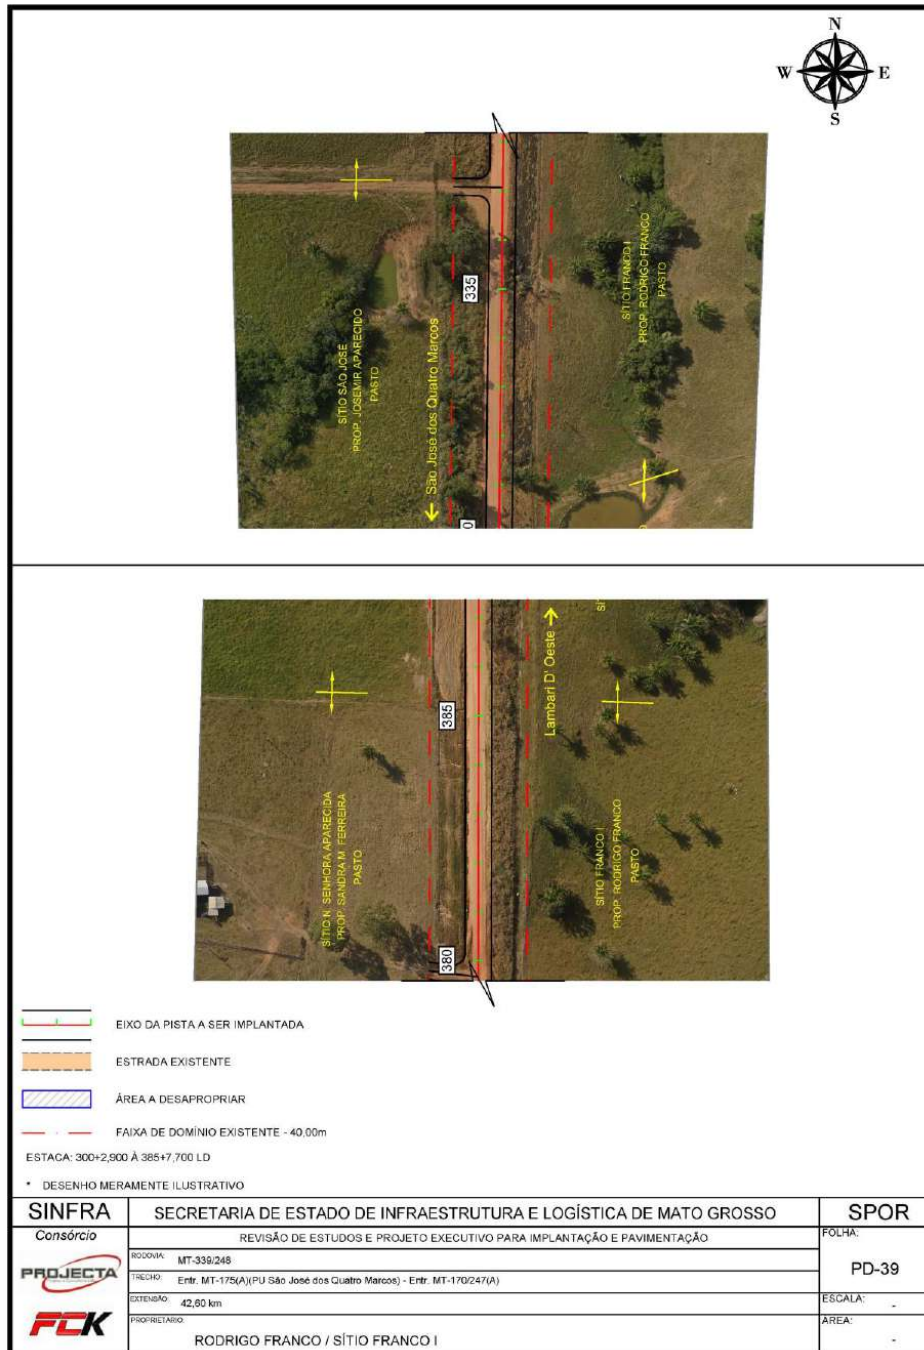 N
W
E
S
SÍTIO SÃO JOSÉ
PROP. JOSEMIR APARECIDO
PASTO
← São José dos Quatro Marcos
335
0
SÍTIO FRANCO I
PROP. RODRIGO FRANCO
PASTO
SÍTIO N. SENHORA APARECIDA
PROP. SANDRA M. FERREIRA
PASTO
385
380
Lambari D' Oeste →
SÍ
SÍTIO FRANCO I
PROP. RODRIGO FRANCO
PASTO
EIXO DA PISTA A SER IMPLANTADA
ESTRADA EXISTENTE
ÁREA A DESAPROPRIAR
FAIXA DE DOMÍNIO EXISTENTE - 40,00m
ESTACA: 300+2,900 À 385+7,700 LD
* DESENHO MERAMENTE ILUSTRATIVO
SINFRA
SECRETARIA DE ESTADO DE INFRAESTRUTURA E LOGÍSTICA DE MATO GROSSO
SPOR
Consórcio
PROJECTA
FCK
REVISÃO DE ESTUDOS E PROJETO EXECUTIVO PARA IMPLANTAÇÃO E PAVIMENTAÇÃO
FOLHA:
PD-39
RODOVIA: MT-339/248
TRECHO: Entr. MT-175(A)(PU São José dos Quatro Marcos) - Entr. MT-170/247(A)
EXTENSÃO: 42,60 km
ESCALA: -
PROPRIETÁRIO: RODRIGO FRANCO / SÍTIO FRANCO I
ÁREA: -